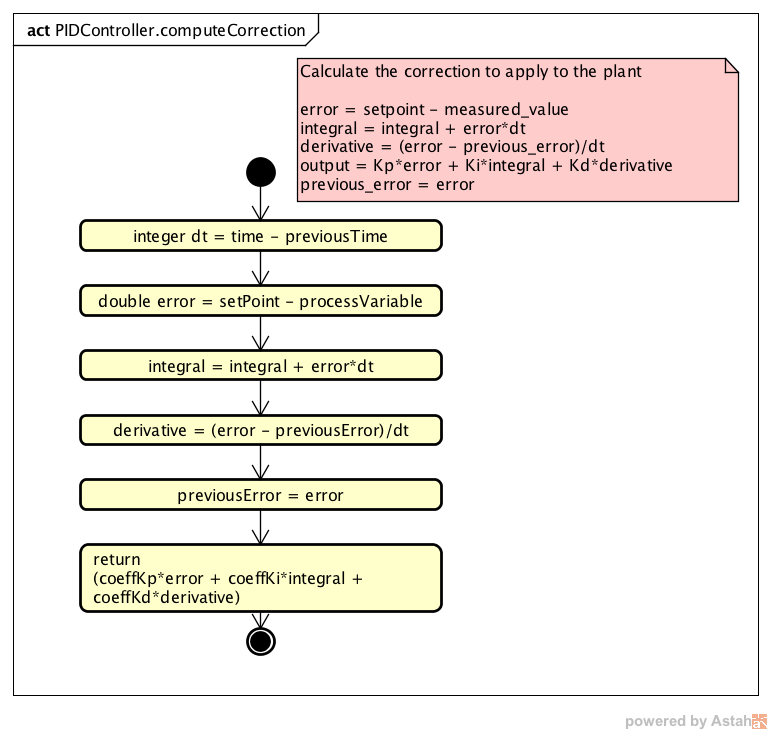 act PIDController.computeCorrection
Calculate the correction to apply to the plant
error = setpoint - measured_value
integral = integral + error*dt
derivative = (error - previous_error)/dt
output = Kp*error + Ki*integral + Kd*derivative
previous_error = error
integer dt = time - previousTime
double error = setPoint - processVariable
integral = integral + error*dt
derivative = (error - previousError)/dt
previousError = error
return
(coeffKp*error + coeffKi*integral +
coeffKd*derivative)
powered by Astah